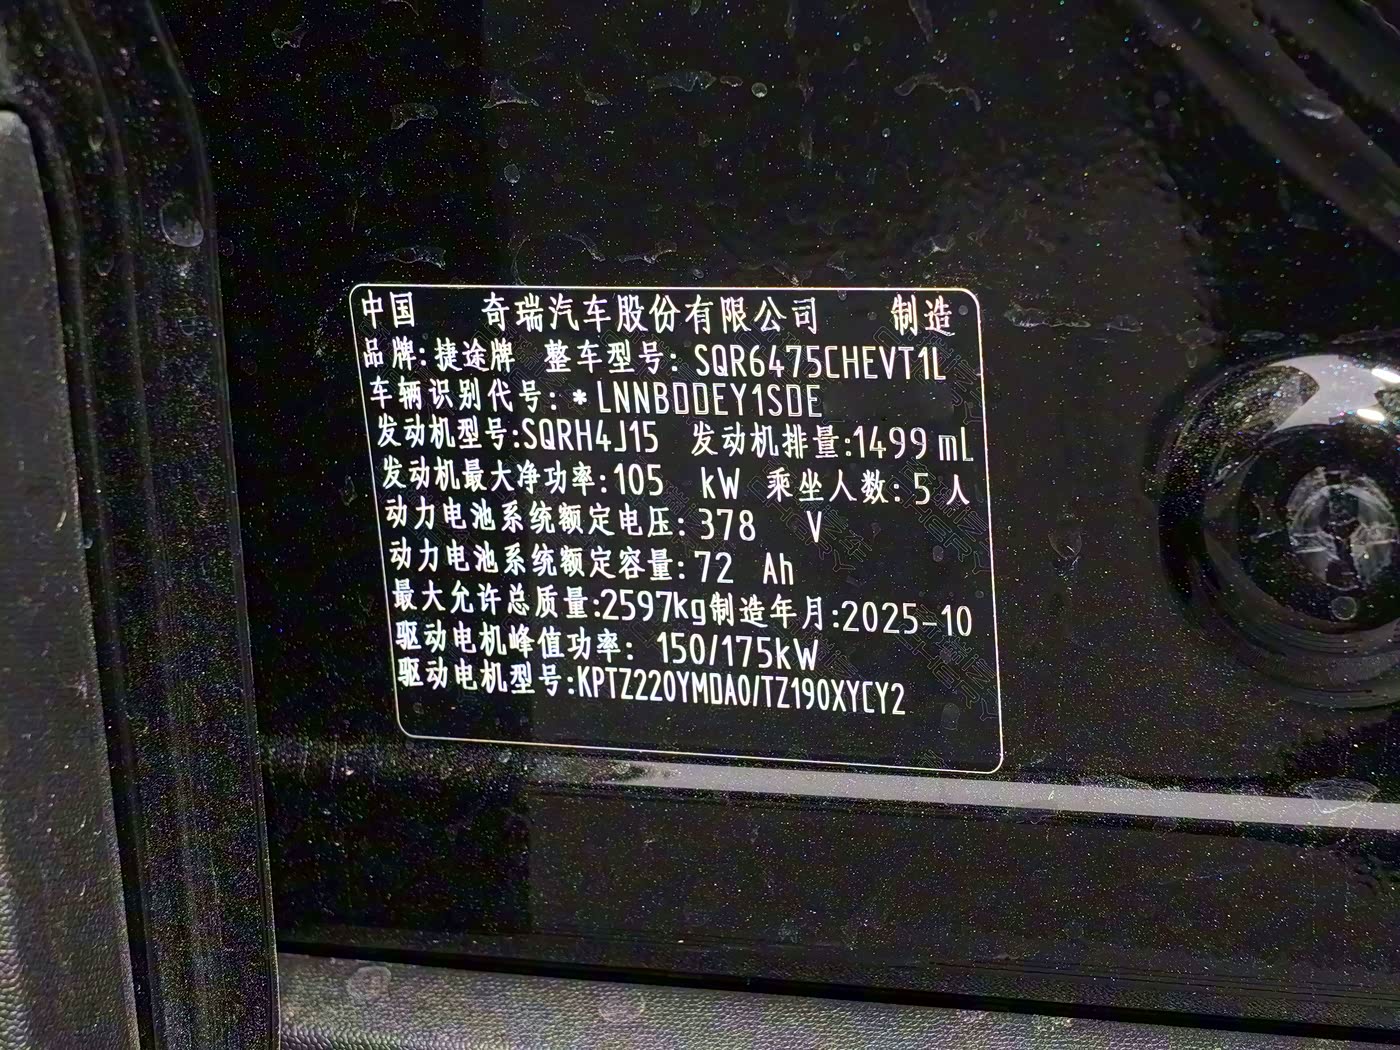 中国 奇瑞汽车股份有限公司 制造
品牌:捷途牌 整车型号: SQR6475CHEVT1L
车辆识别代号: *LNNBDDEY1SDE
发动机型号:SQRH4J15 发动机排量:1499 mL
发动机最大净功率:105 kW 乘坐人数: 5 人
动力电池系统额定电压: 378 V
动力电池系统额定容量:72 Ah
最大允许总质量:2597kg制造年月:2025-10
驱动电机峰值功率: 150/175kW
驱动电机型号:KPTZ220YMDA0/TZ190XYCY2